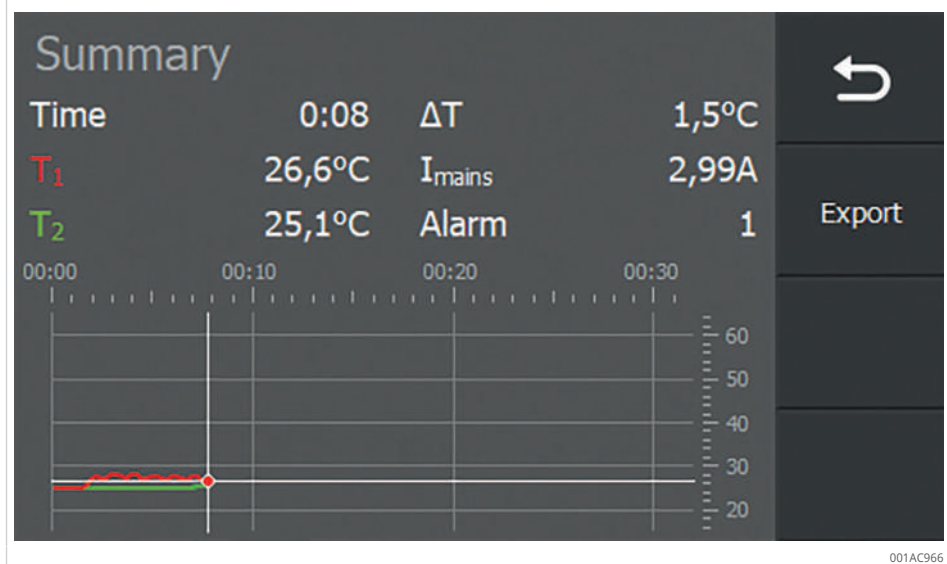 Summary
Time 0:08 ΔT 1,5°C
T₁ 26,6°C Imains 2,99A
T₂ 25,1°C Alarm 1
Export
00:00 00:10 00:20 00:30
60
50
40
30
20
001AC966